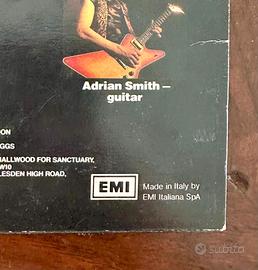 Adrian Smith –
guitar
ON
GGS
HALLWOOD FOR SANCTUARY,
W10
LESDEN HIGH ROAD,
EMI
Made in Italy by
EMI Italiana SpA
subito